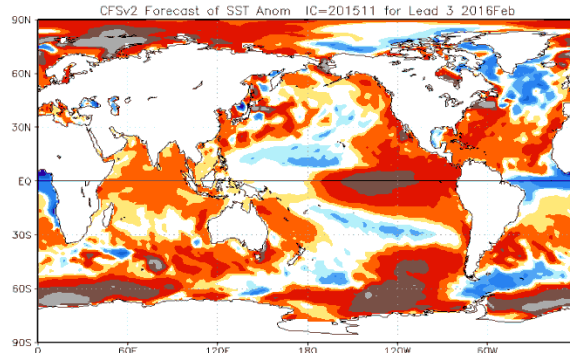 CFSv2 Forecast of SST Anom IC=201511 for Lead 3 2016Feb
90N
60N
30N
EQ
30S
60S
90S
0
60E
120E
180
120W
60W
0